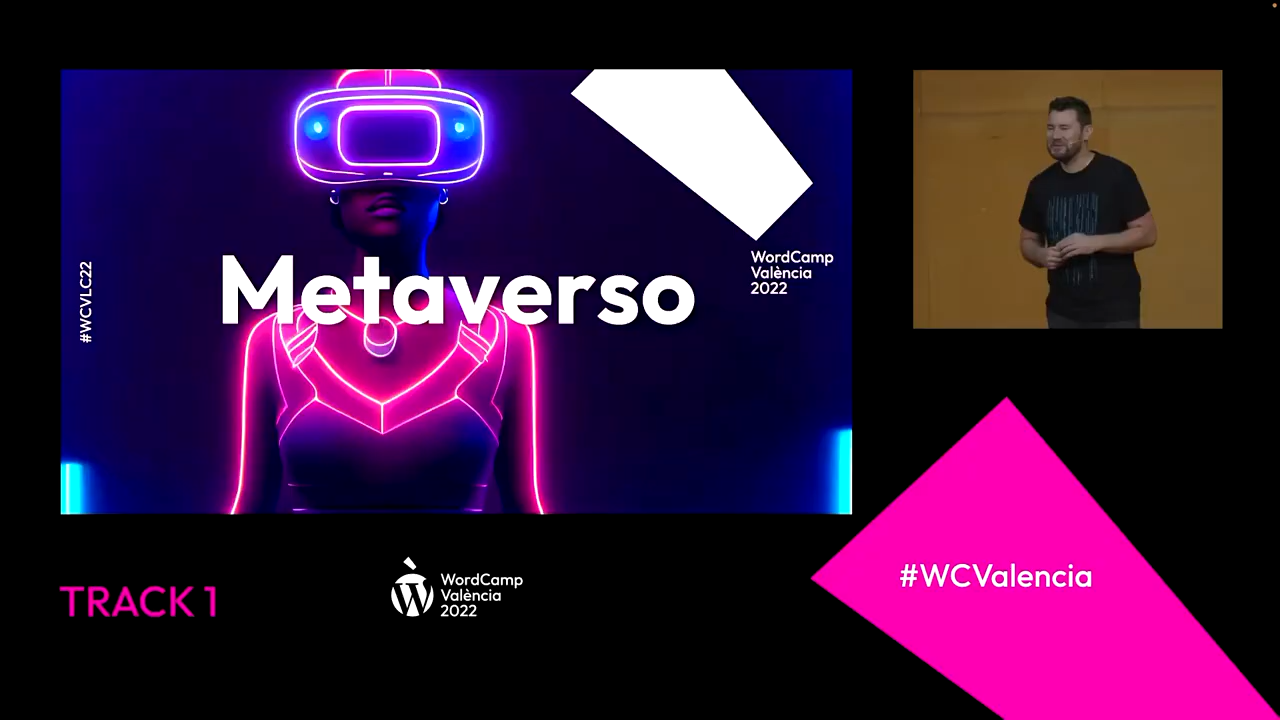 #WCVLC22
Metaverso
WordCamp
València
2022
TRACK 1
WordCamp
València
2022
#WCValencia